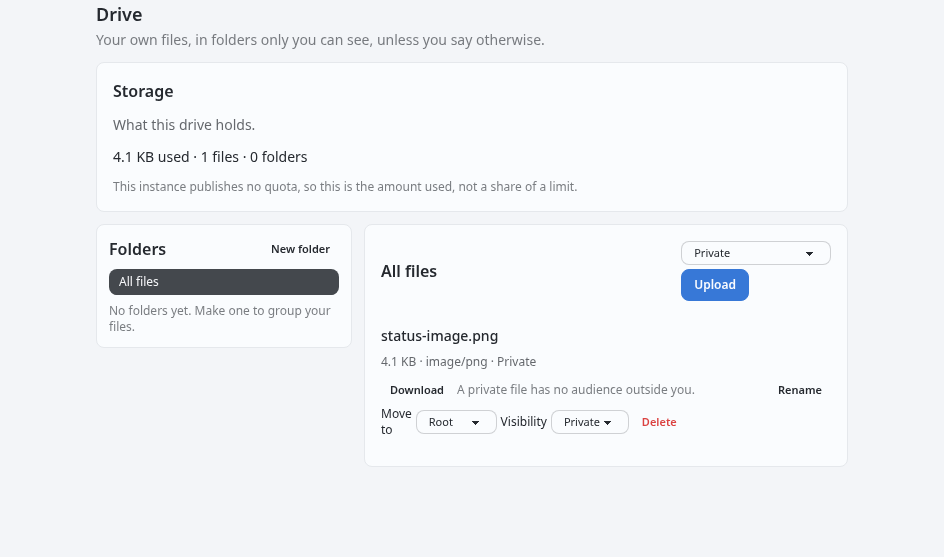 Drive
Your own files, in folders only you can see, unless you say otherwise.
Storage
What this drive holds.
4.1 KB used · 1 files · 0 folders
This instance publishes no quota, so this is the amount used, not a share of a limit.
Folders
New folder
All files
No folders yet. Make one to group your
files.
All files
Private
Upload
status-image.png
4.1 KB · image/png · Private
Download
A private file has no audience outside you.
Rename
Move
to
Root
Visibility
Private
Delete